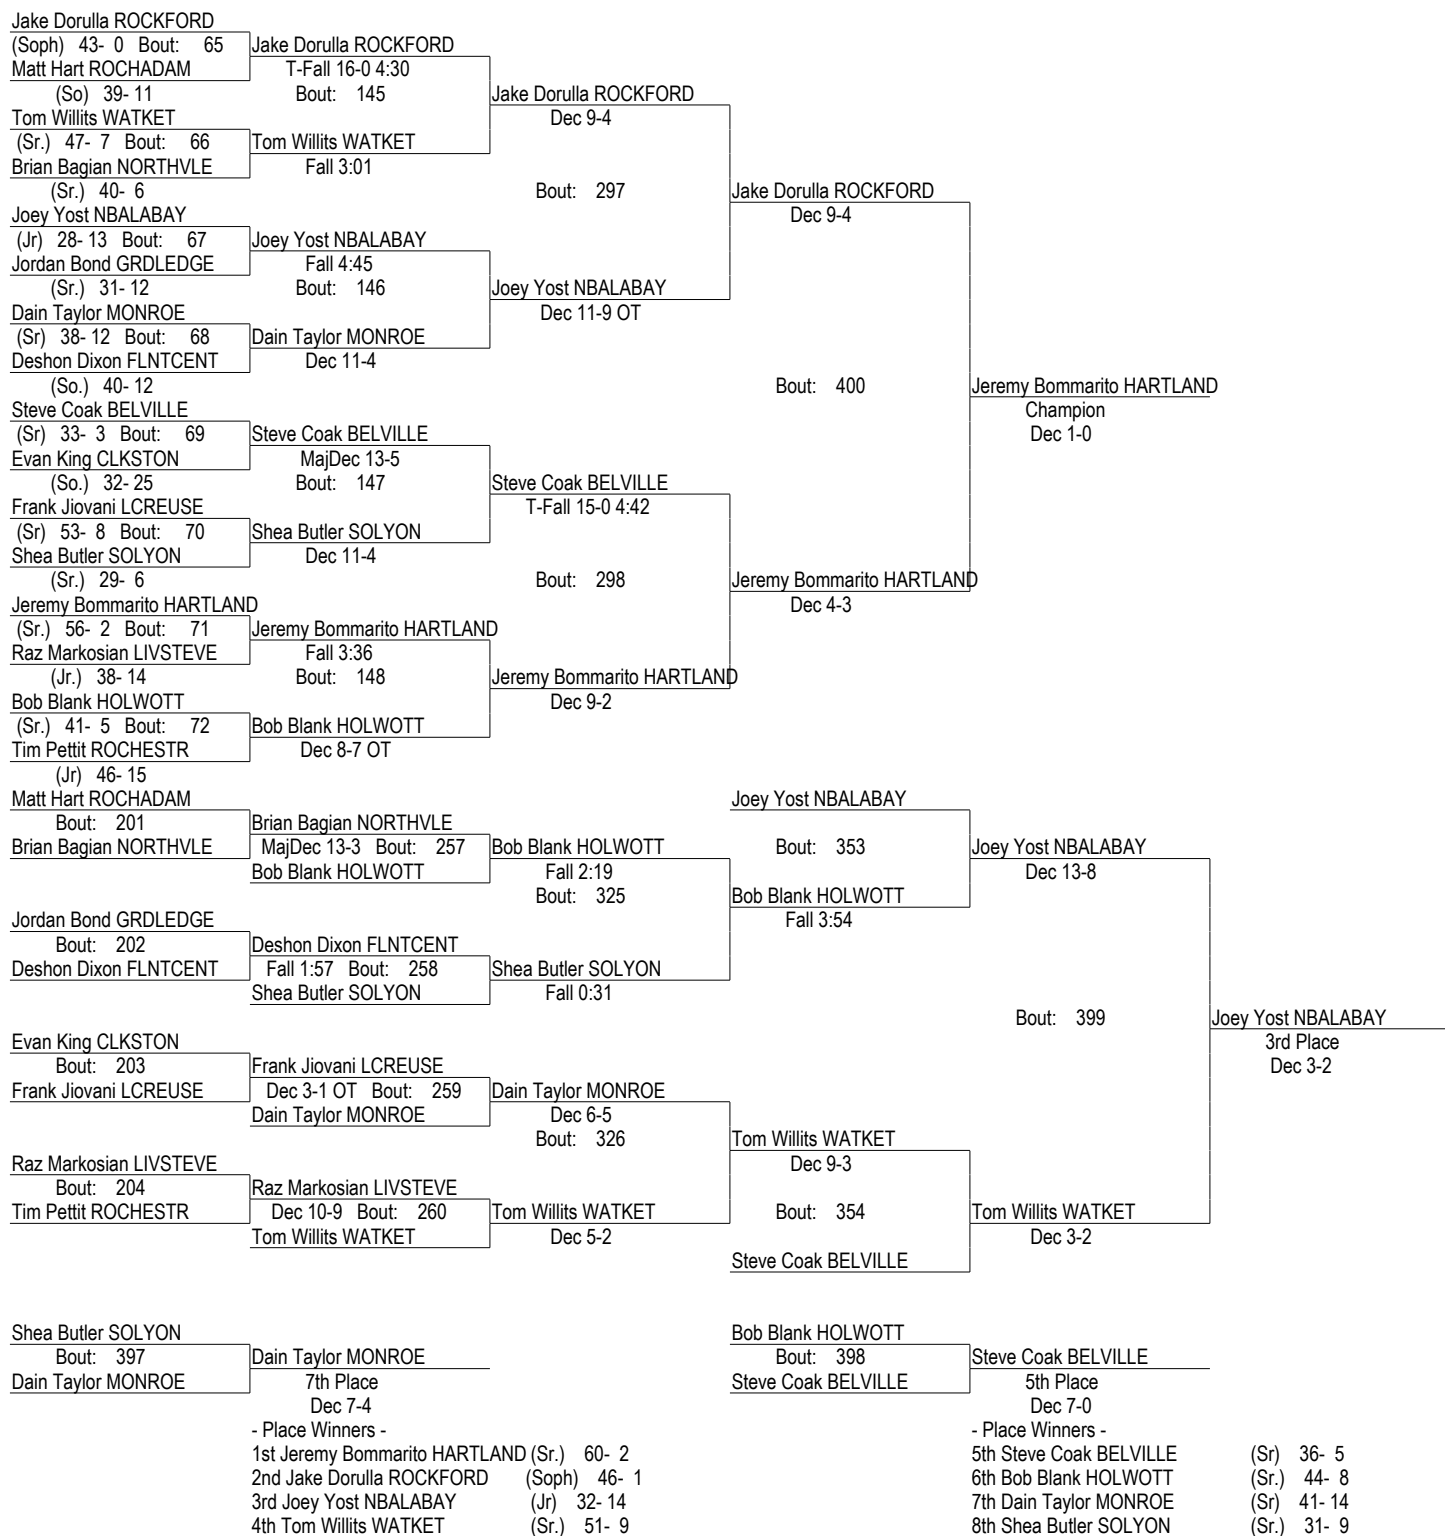 Jake Dorulla ROCKFORD
(Soph) 43- 0 Bout: 65 Jake Dorulla ROCKFORD
Matt Hart ROCHADAM T-Fall 16-0 4:30
(So) 39- 11 Bout: 145 Jake Dorulla ROCKFORD
Tom Willits WATKET Dec 9-4
(Sr.) 47- 7 Bout: 66 Tom Willits WATKET
Brian Bagian NORTHVLE Fall 3:01
(Sr.) 40- 6 Bout: 297 Jake Dorulla ROCKFORD
Joey Yost NBALABAY Dec 9-4
(Jr) 28- 13 Bout: 67 Joey Yost NBALABAY
Jordan Bond GRDLEDGE Fall 4:45
(Sr.) 31- 12 Bout: 146 Joey Yost NBALABAY
Dain Taylor MONROE Dec 11-9 OT
(Sr) 38- 12 Bout: 68 Dain Taylor MONROE
Deshon Dixon FLNTCENT Dec 11-4
(So.) 40- 12 Bout: 400 Jeremy Bommarito HARTLAND
Steve Coak BELVILLE Champion
(Sr) 33- 3 Bout: 69 Steve Coak BELVILLE Dec 1-0
Evan King CLKSTON MajDec 13-5
(So.) 32- 25 Bout: 147 Steve Coak BELVILLE
Frank Jiovani LCREUSE T-Fall 15-0 4:42
(Sr) 53- 8 Bout: 70 Shea Butler SOLYON
Shea Butler SOLYON Dec 11-4
(Sr.) 29- 6 Bout: 298 Jeremy Bommarito HARTLAND
Jeremy Bommarito HARTLAND Dec 4-3
(Sr.) 56- 2 Bout: 71 Jeremy Bommarito HARTLAND
Raz Markosian LIVSTEVE Fall 3:36
(Jr.) 38- 14 Bout: 148 Jeremy Bommarito HARTLAND
Bob Blank HOLWOTT Dec 9-2
(Sr.) 41- 5 Bout: 72 Bob Blank HOLWOTT
Tim Pettit ROCHESTR Dec 8-7 OT
(Jr) 46- 15
Matt Hart ROCHADAM Joey Yost NBALABAY
Bout: 201 Brian Bagian NORTHVLE
Brian Bagian NORTHVLE MajDec 13-3 Bout: 257 Bob Blank HOLWOTT Bout: 353 Joey Yost NBALABAY
Bob Blank HOLWOTT Fall 2:19 Dec 13-8
Bout: 325 Bob Blank HOLWOTT
Jordan Bond GRDLEDGE Fall 3:54
Bout: 202 Deshon Dixon FLNTCENT
Deshon Dixon FLNTCENT Fall 1:57 Bout: 258 Shea Butler SOLYON
Shea Butler SOLYON Fall 0:31
Bout: 399 Joey Yost NBALABAY
Evan King CLKSTON 3rd Place
Bout: 203 Frank Jiovani LCREUSE Dec 3-2
Frank Jiovani LCREUSE Dec 3-1 OT Bout: 259 Dain Taylor MONROE
Dain Taylor MONROE Dec 6-5
Bout: 326 Tom Willits WATKET
Raz Markosian LIVSTEVE Dec 9-3
Bout: 204 Raz Markosian LIVSTEVE
Tim Pettit ROCHESTR Dec 10-9 Bout: 260 Tom Willits WATKET Bout: 354 Tom Willits WATKET
Tom Willits WATKET Dec 5-2 Dec 3-2
Steve Coak BELVILLE
Shea Butler SOLYON Bob Blank HOLWOTT
Bout: 397 Dain Taylor MONROE Bout: 398 Steve Coak BELVILLE
Dain Taylor MONROE 7th Place Steve Coak BELVILLE 5th Place
Dec 7-4 Dec 7-0
- Place Winners - - Place Winners -
1st Jeremy Bommarito HARTLAND (Sr.) 60- 2 5th Steve Coak BELVILLE (Sr) 36- 5
2nd Jake Dorulla ROCKFORD (Soph) 46- 1 6th Bob Blank HOLWOTT (Sr.) 44- 8
3rd Joey Yost NBALABAY (Jr) 32- 14 7th Dain Taylor MONROE (Sr) 41- 14
4th Tom Willits WATKET (Sr.) 51- 9 8th Shea Butler SOLYON (Sr.) 31- 9